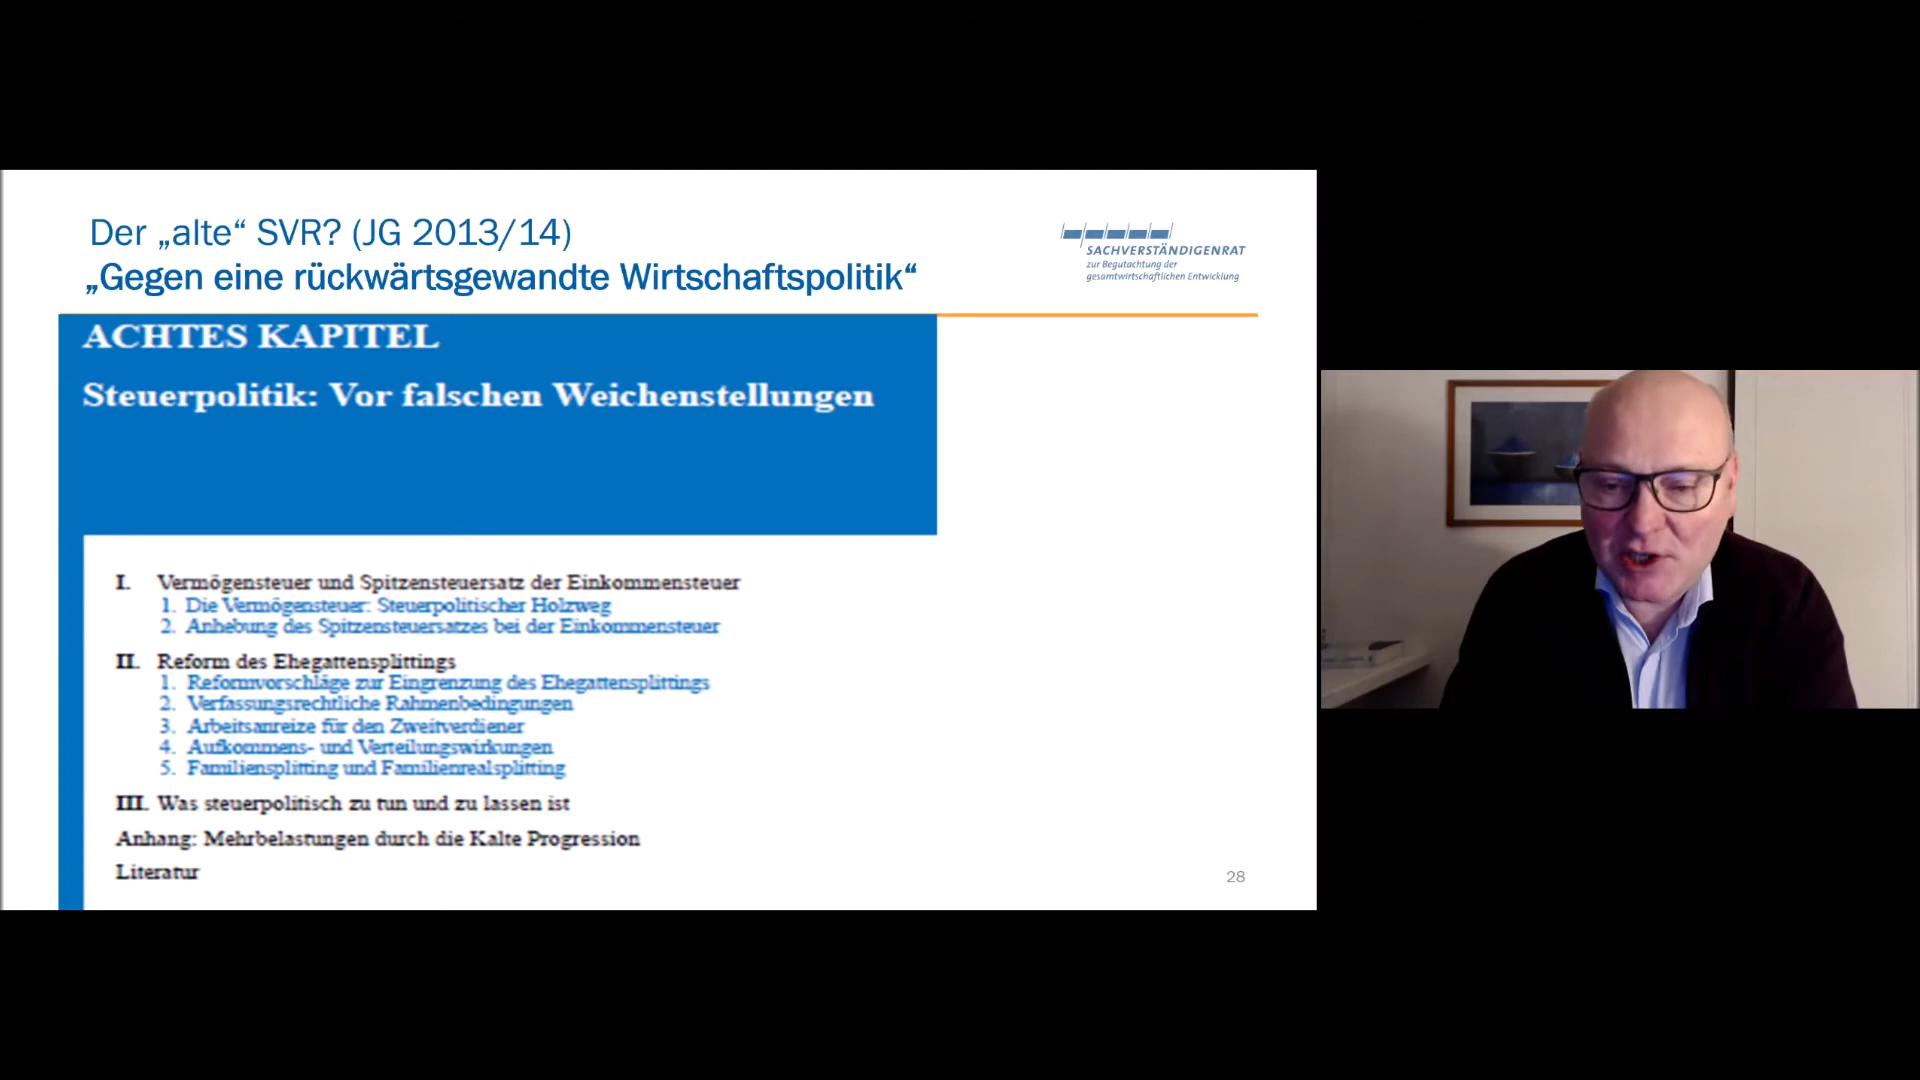 Der „alte“ SVR? (JG 2013/14)
„Gegen eine rückwärtsgewandte Wirtschaftspolitik“
SACHVERSTÄNDIGENRAT
zur Begutachtung der
gesamtwirtschaftlichen Entwicklung
ACHTES KAPITEL
Steuerpolitik: Vor falschen Weichenstellungen
I. Vermögensteuer und Spitzensteuersatz der Einkommensteuer
1. Die Vermögensteuer: Steuerpolitischer Holzweg
2. Anhebung des Spitzensteuersatzes bei der Einkommensteuer
II. Reform des Ehegattensplittings
1. Reformvorschläge zur Eingrenzung des Ehegattensplittings
2. Verfassungsrechtliche Rahmenbedingungen
3. Arbeitsanreize für den Zweitverdiener
4. Aufkommens- und Verteilungswirkungen
5. Familiensplitting und Familienrealsplitting
III. Was steuerpolitisch zu tun und zu lassen ist
Anhang: Mehrbelastungen durch die Kalte Progression
Literatur
28